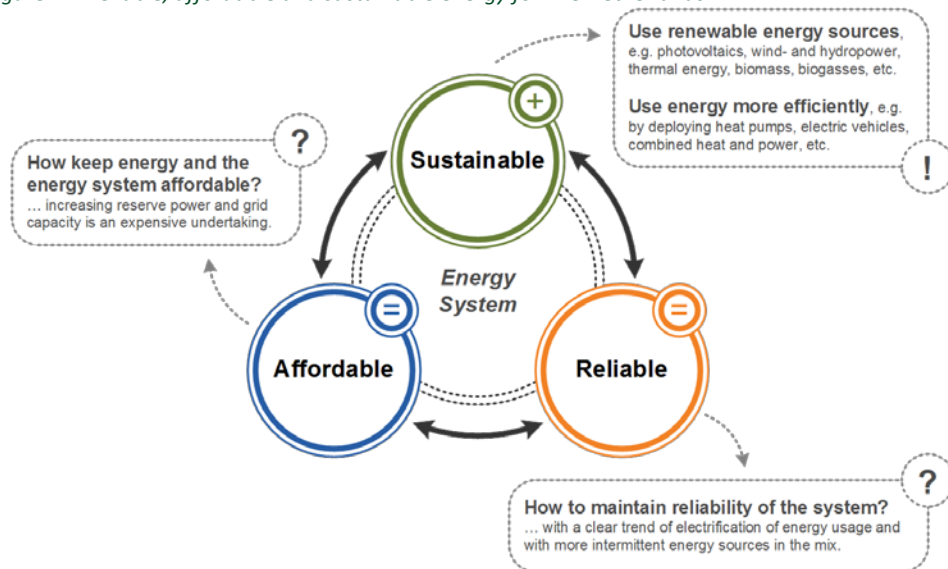 Use renewable energy sources,
e.g. photovoltaics, wind- and hydropower,
thermal energy, biomass, biogasses, etc.
Use energy more efficiently, e.g.
by deploying heat pumps, electric vehicles,
combined heat and power, etc.
!
+
Sustainable
?
How keep energy and the
energy system affordable?
... increasing reserve power and grid
capacity is an expensive undertaking.
Energy
System
=
Affordable
=
Reliable
?
How to maintain reliability of the system?
... with a clear trend of electrification of energy usage and
with more intermittent energy sources in the mix.